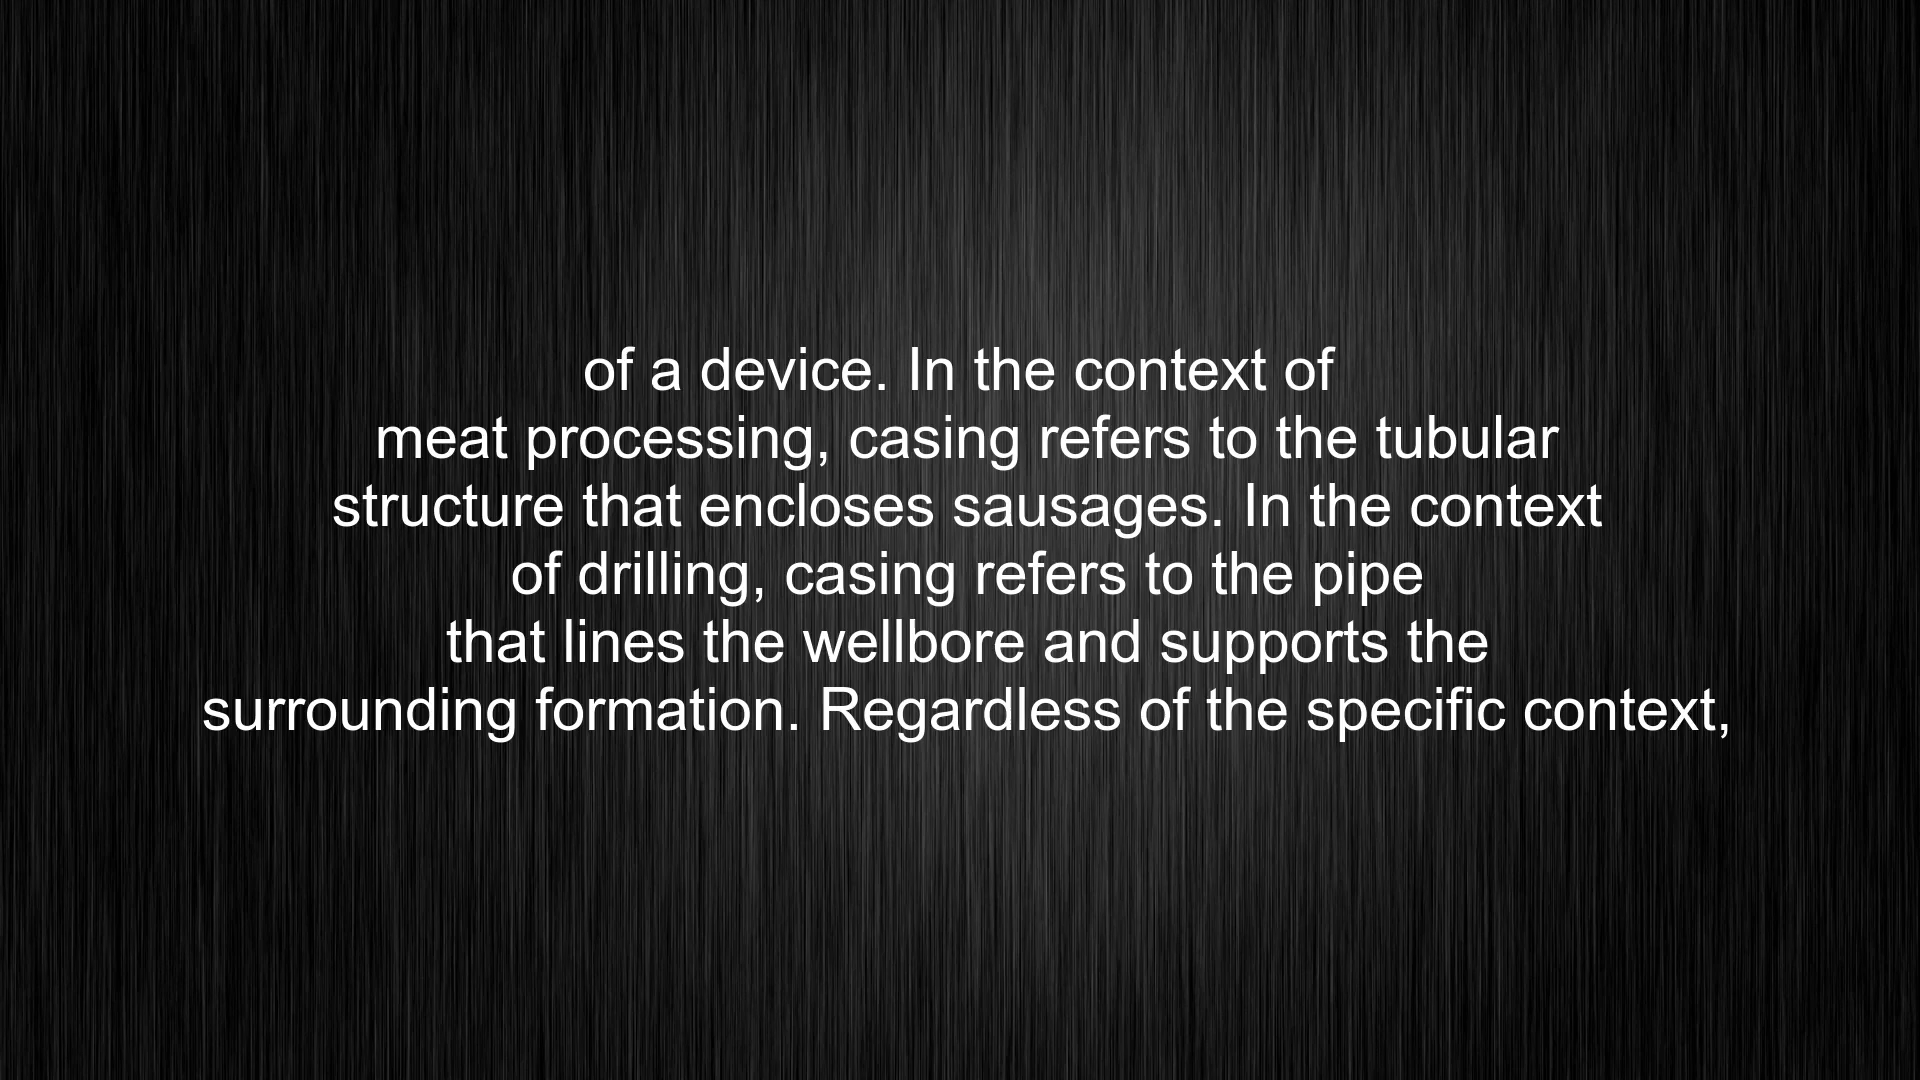 of a device. In the context of
meat processing, casing refers to the tubular
structure that encloses sausages. In the context
of drilling, casing refers to the pipe
that lines the wellbore and supports the
surrounding formation. Regardless of the specific context,